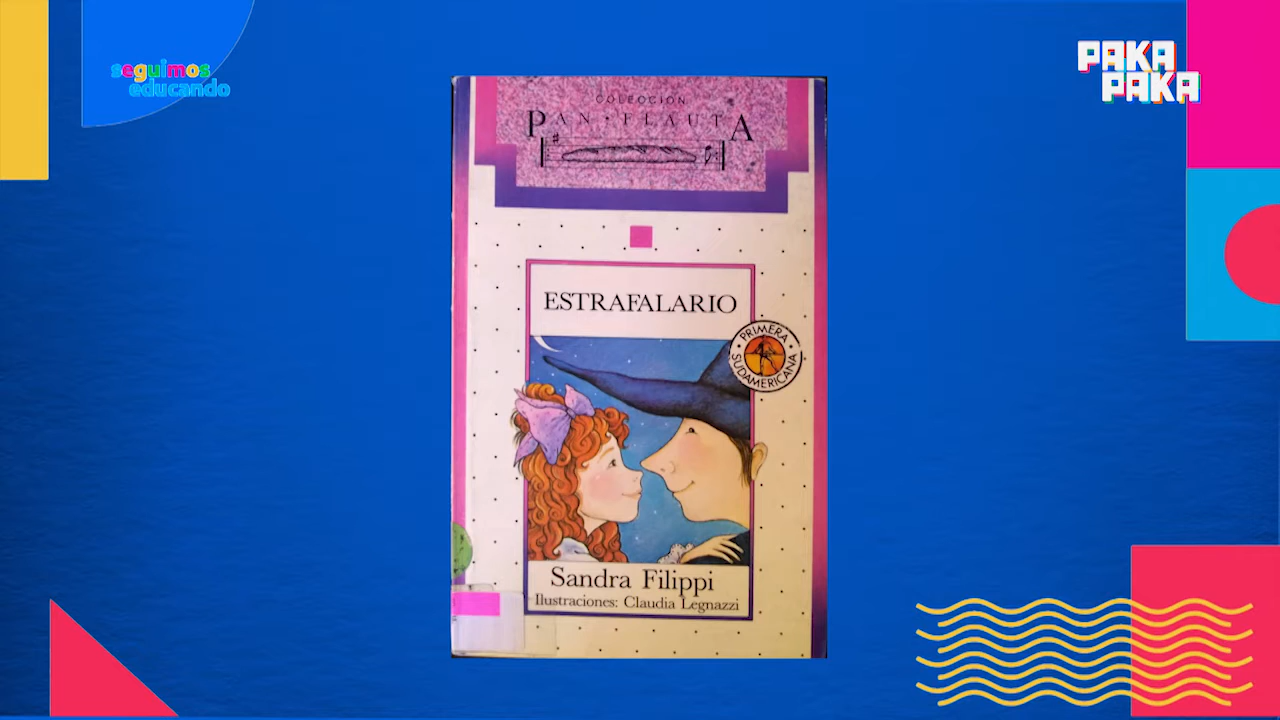 seguimos
educando
PAKA
PAKA
COLECCIÓN
PAN·FLAUTA
ESTRAFALARIO
PRIMERA
SUDAMERICANA
Sandra Filippi
Ilustraciones: Claudia Legnazzi